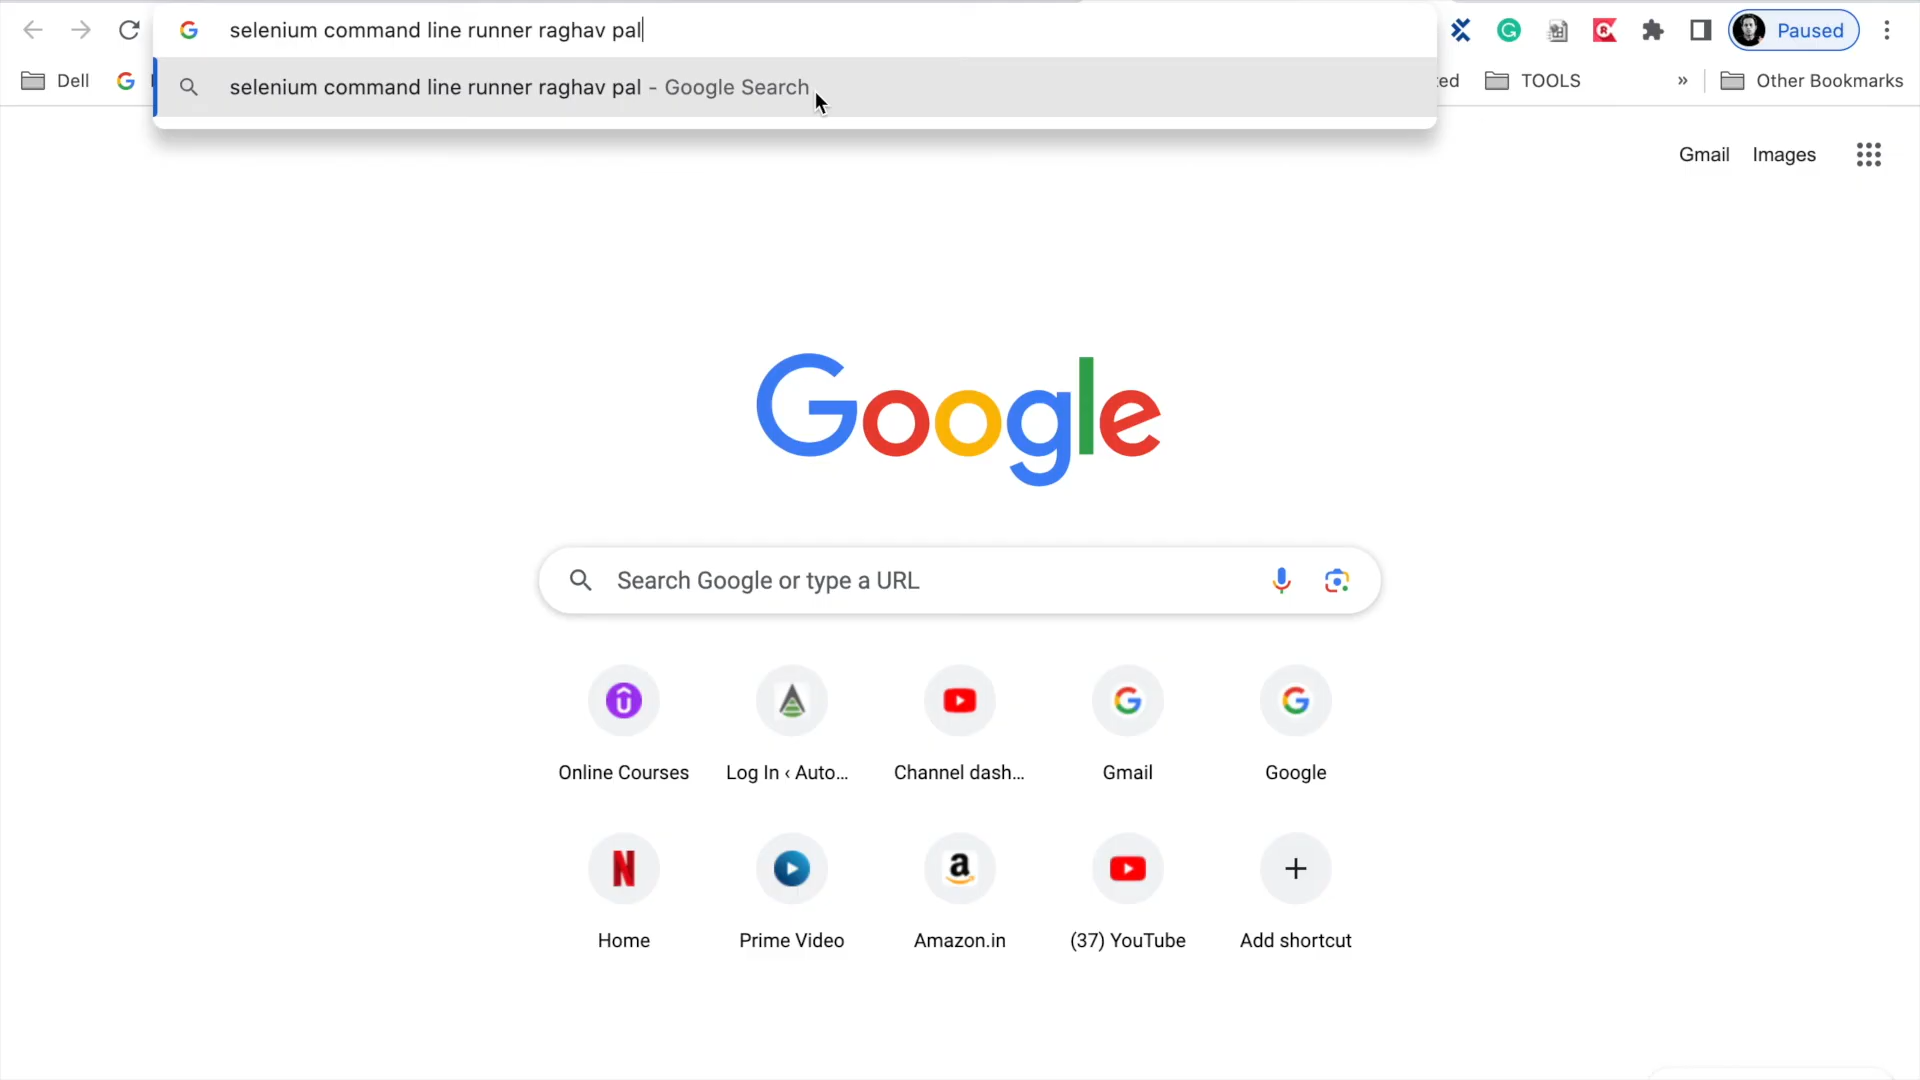 selenium command line runner raghav pal
Paused
selenium command line runner raghav pal - Google Search
Dell
ed
TOOLS
»
Other Bookmarks
Gmail
Images
Google
Search Google or type a URL
Online Courses
Log In ‹ Auto...
Channel dash...
Gmail
Google
Home
Prime Video
Amazon.in
(37) YouTube
Add shortcut